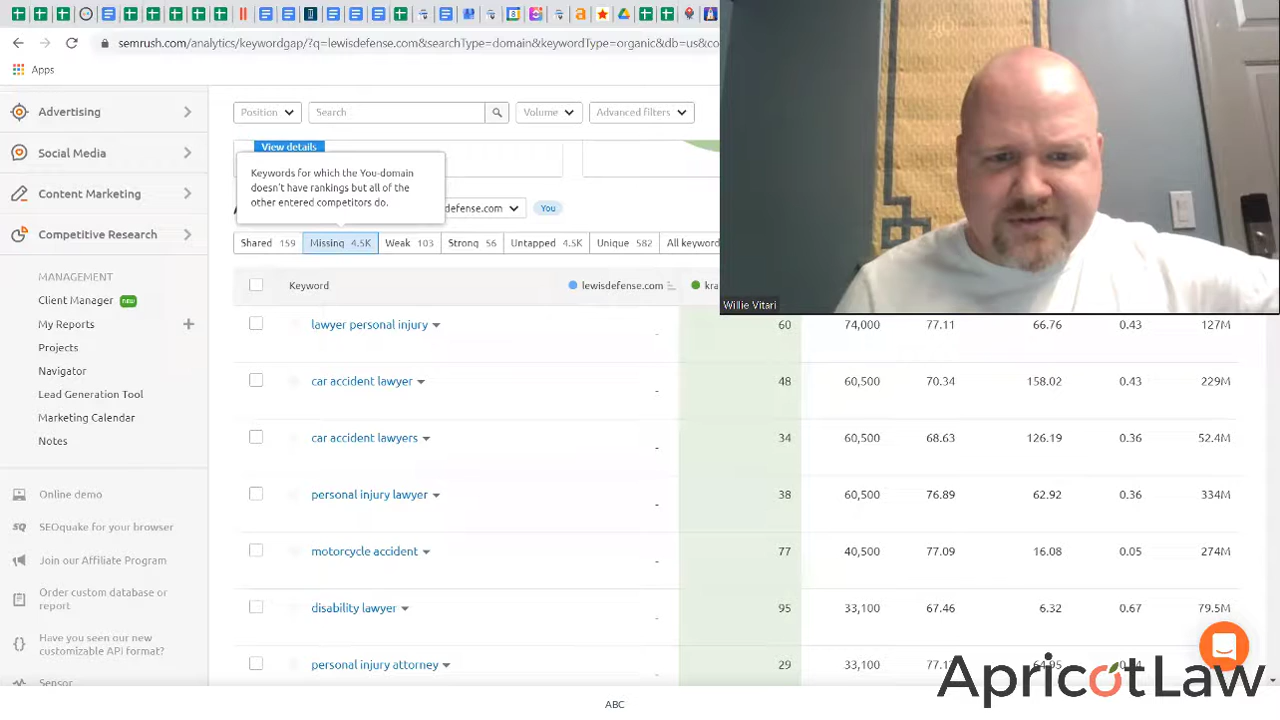 semrush.com/analytics/keywordgap/?q=lewisdefense.com&searchType=domain&keywordType=organic&db=us&co
Apps
Advertising
Social Media
Content Marketing
Competitive Research
MANAGEMENT
Client Manager new
My Reports
Projects
Navigator
Lead Generation Tool
Marketing Calendar
Notes
Online demo
SEOquake for your browser
Join our Affiliate Program
Order custom database or
report
Have you seen our new
customizable API format?
Sensor
Position
Search
Volume
Advanced filters
View details
Keywords for which the You-domain
doesn't have rankings but all of the
other entered competitors do.
defense.com
You
Shared 159
Missing 4.5K
Weak 103
Strong 56
Untapped 4.5K
Unique 582
All keyword
Keyword
lewisdefense.com
kra
lawyer personal injury - 60 74,000 77.11 66.76 0.43 127M
car accident lawyer - 48 60,500 70.34 158.02 0.43 229M
car accident lawyers - 34 60,500 68.63 126.19 0.36 52.4M
personal injury lawyer - 38 60,500 76.89 62.92 0.36 334M
motorcycle accident - 77 40,500 77.09 16.08 0.05 274M
disability lawyer - 95 33,100 67.46 6.32 0.67 79.5M
personal injury attorney - 29 33,100
Willie Vitari
ApricotLaw
ABC